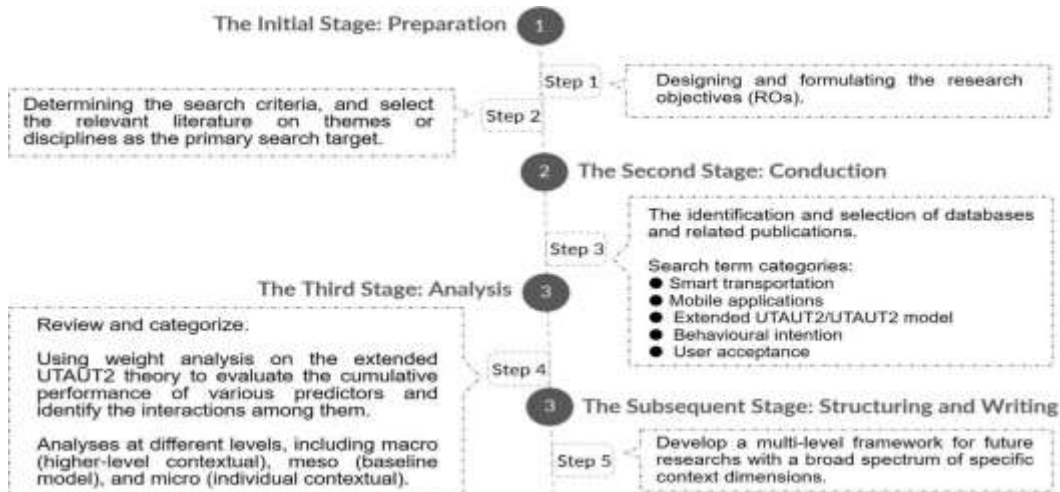 The Initial Stage: Preparation
1
Step 1
Designing and formulating the research
objectives (ROs).
Determining the search criteria, and select
the relevant literature on themes or
disciplines as the primary search target.
Step 2
2
The Second Stage: Conduction
The identification and selection of databases
and related publications.
Search term categories:
● Smart transportation
● Mobile applications
● Extended UTAUT2/UTAUT2 model
● Behavioural intention
● User acceptance
Step 3
The Third Stage: Analysis
3
Review and categorize.
Using weight analysis on the extended
UTAUT2 theory to evaluate the cumulative
performance of various predictors and
identify the interactions among them.
Analyses at different levels, including macro
(higher-level contextual), meso (baseline
model), and micro (individual contextual).
Step 4
3
The Subsequent Stage: Structuring and Writing
Step 5
Develop a multi-level framework for future
researchs with a broad spectrum of specific
context dimensions.